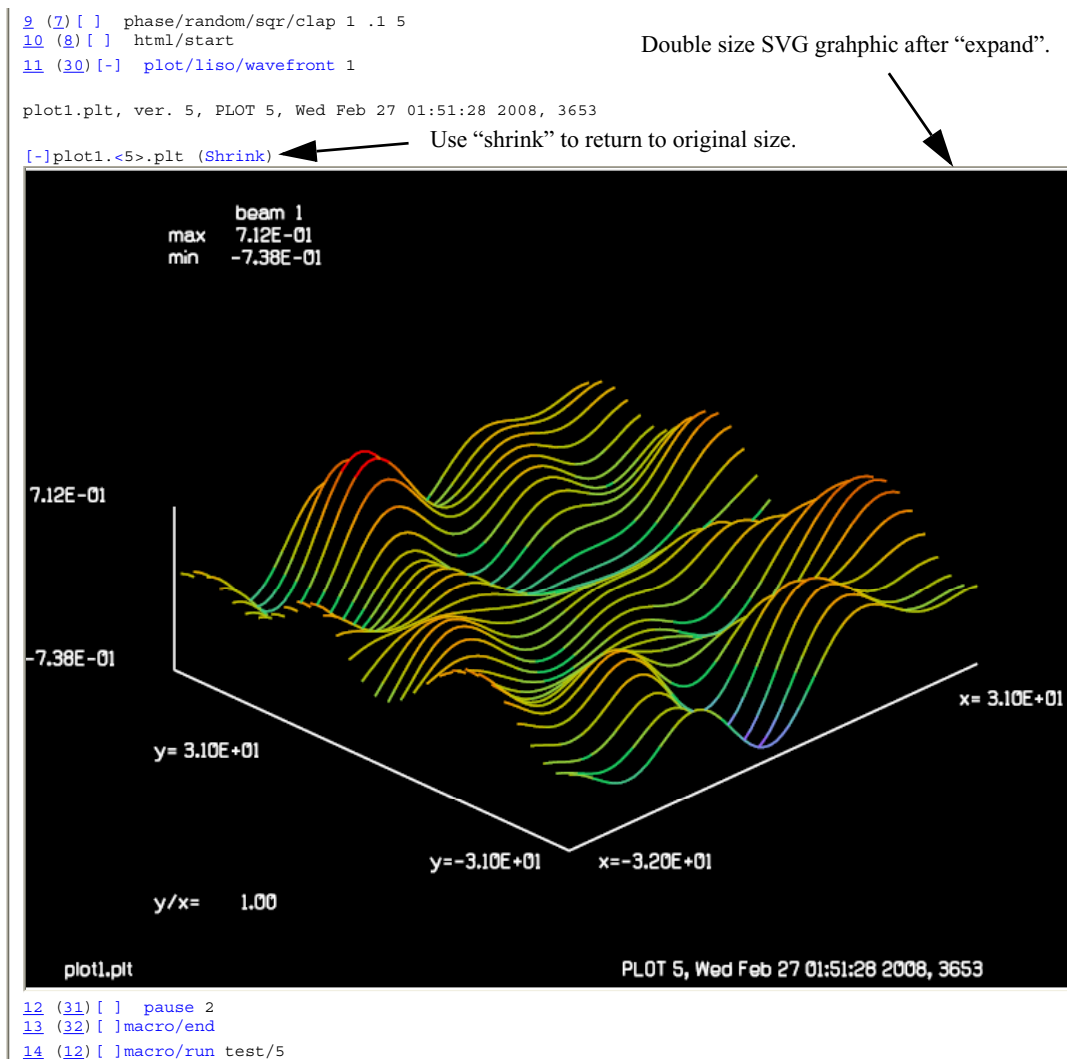 9 (7)[ ]  phase/random/sqr/clap 1 .1 5
10 (8)[ ]  html/start
Double size SVG grahphic after “expand”.
11 (30)[-]  plot/liso/wavefront 1
plot1.plt, ver. 5, PLOT 5, Wed Feb 27 01:51:28 2008, 3653
Use “shrink” to return to original size.
[-]plot1.<5>.plt (Shrink)
beam 1
max 7.12E-01
min -7.38E-01
7.12E-01
-7.38E-01
x= 3.10E+01
y= 3.10E+01
y=-3.10E+01 x=-3.20E+01
y/x= 1.00
plot1.plt PLOT 5, Wed Feb 27 01:51:28 2008, 3653
12 (31)[ ]  pause 2
13 (32)[ ]macro/end
14 (12)[ ]macro/run test/5